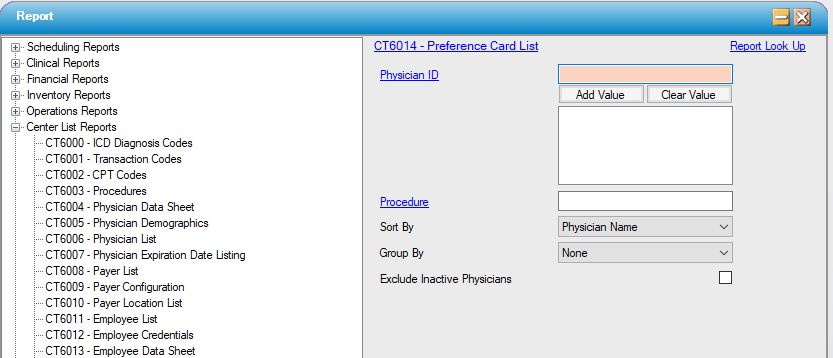 Report
Scheduling Reports
Clinical Reports
Financial Reports
Inventory Reports
Operations Reports
Center List Reports
CT6000 - ICD Diagnosis Codes
CT6001 - Transaction Codes
CT6002 - CPT Codes
CT6003 - Procedures
CT6004 - Physician Data Sheet
CT6005 - Physician Demographics
CT6006 - Physician List
CT6007 - Physician Expiration Date Listing
CT6008 - Payer List
CT6009 - Payer Configuration
CT6010 - Payer Location List
CT6011 - Employee List
CT6012 - Employee Credentials
CT6013 - Employee Data Sheet
CT6014 - Preference Card List Report Look Up
Physician ID
Add Value Clear Value
Procedure
Sort By Physician Name
Group By None
Exclude Inactive Physicians